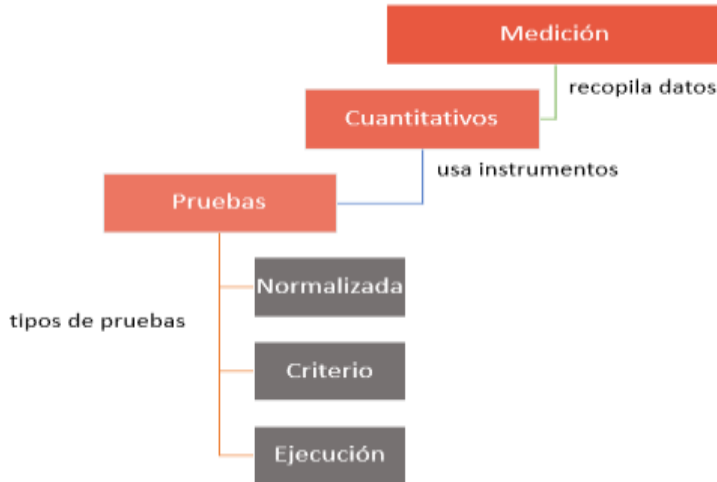 Medición
recopila datos
Cuantitativos
usa instrumentos
Pruebas
Normalizada
tipos de pruebas
Criterio
Ejecución